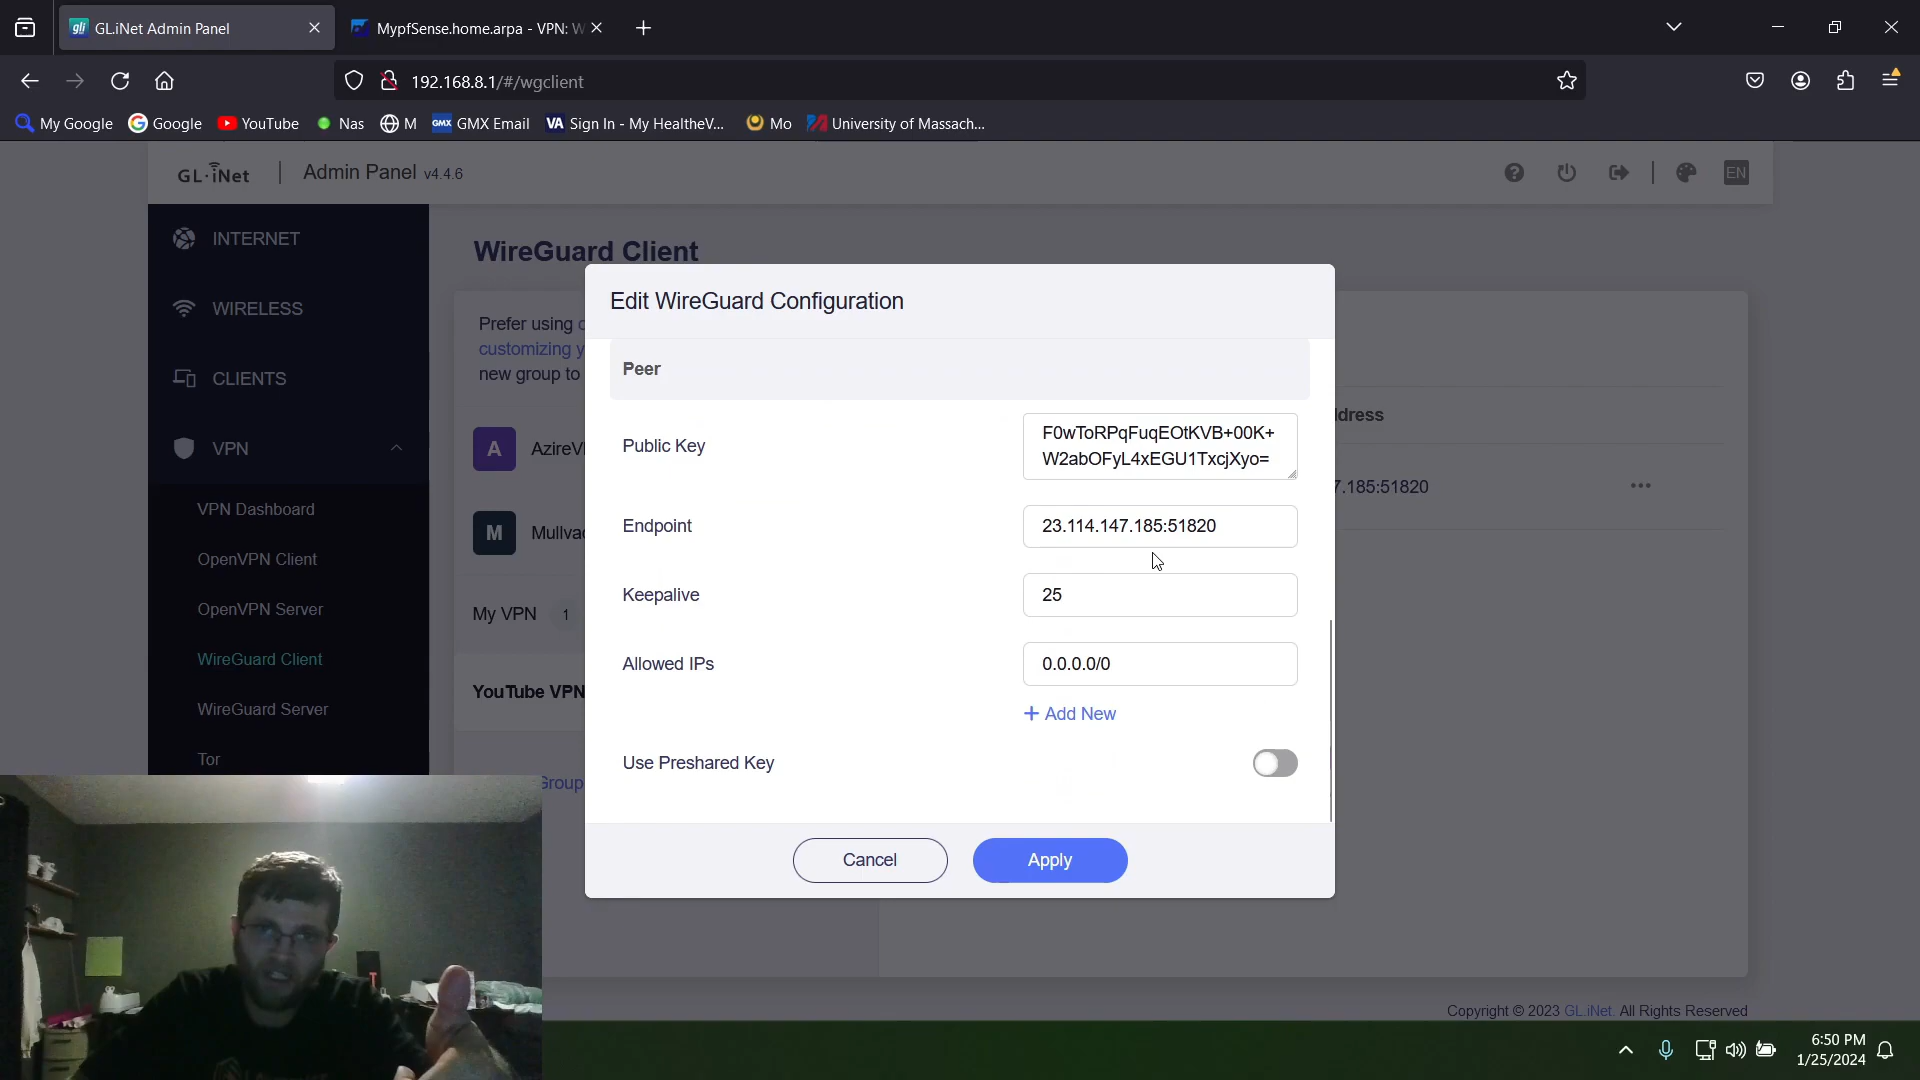 GL.iNet Admin Panel
MypfSense.home.arpa - VPN: W
192.168.8.1/#/wgclient
My Google
Google
YouTube
Nas
M
GMX
GMX Email
VA
Sign In - My HealtheV...
Mo
University of Massach...
GL·iNet
Admin Panel v4.4.6
EN
INTERNET
WIRELESS
CLIENTS
VPN
VPN Dashboard
OpenVPN Client
OpenVPN Server
WireGuard Client
WireGuard Server
Tor
WireGuard Client
Prefer using
customizing y
new group to
A
AzireV
M
Mullva
My VPN 1
YouTube VPN
Group
Edit WireGuard Configuration
Peer
Public Key
F0wToRPqFuqEOtKVB+00K+
W2abOFyL4xEGU1TxcjXyo=
Endpoint
23.114.147.185:51820
Keepalive
25
Allowed IPs
0.0.0.0/0
+ Add New
Use Preshared Key
Cancel
Apply
ddress
7.185:51820
Copyright © 2023 GL.iNet. All Rights Reserved
6:50 PM
1/25/2024